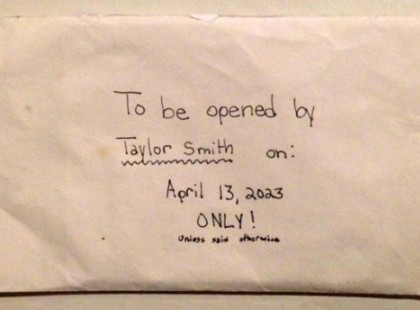 To be opened by
Taylor Smith on:
April 13, 2023
ONLY!
Unless said otherwise